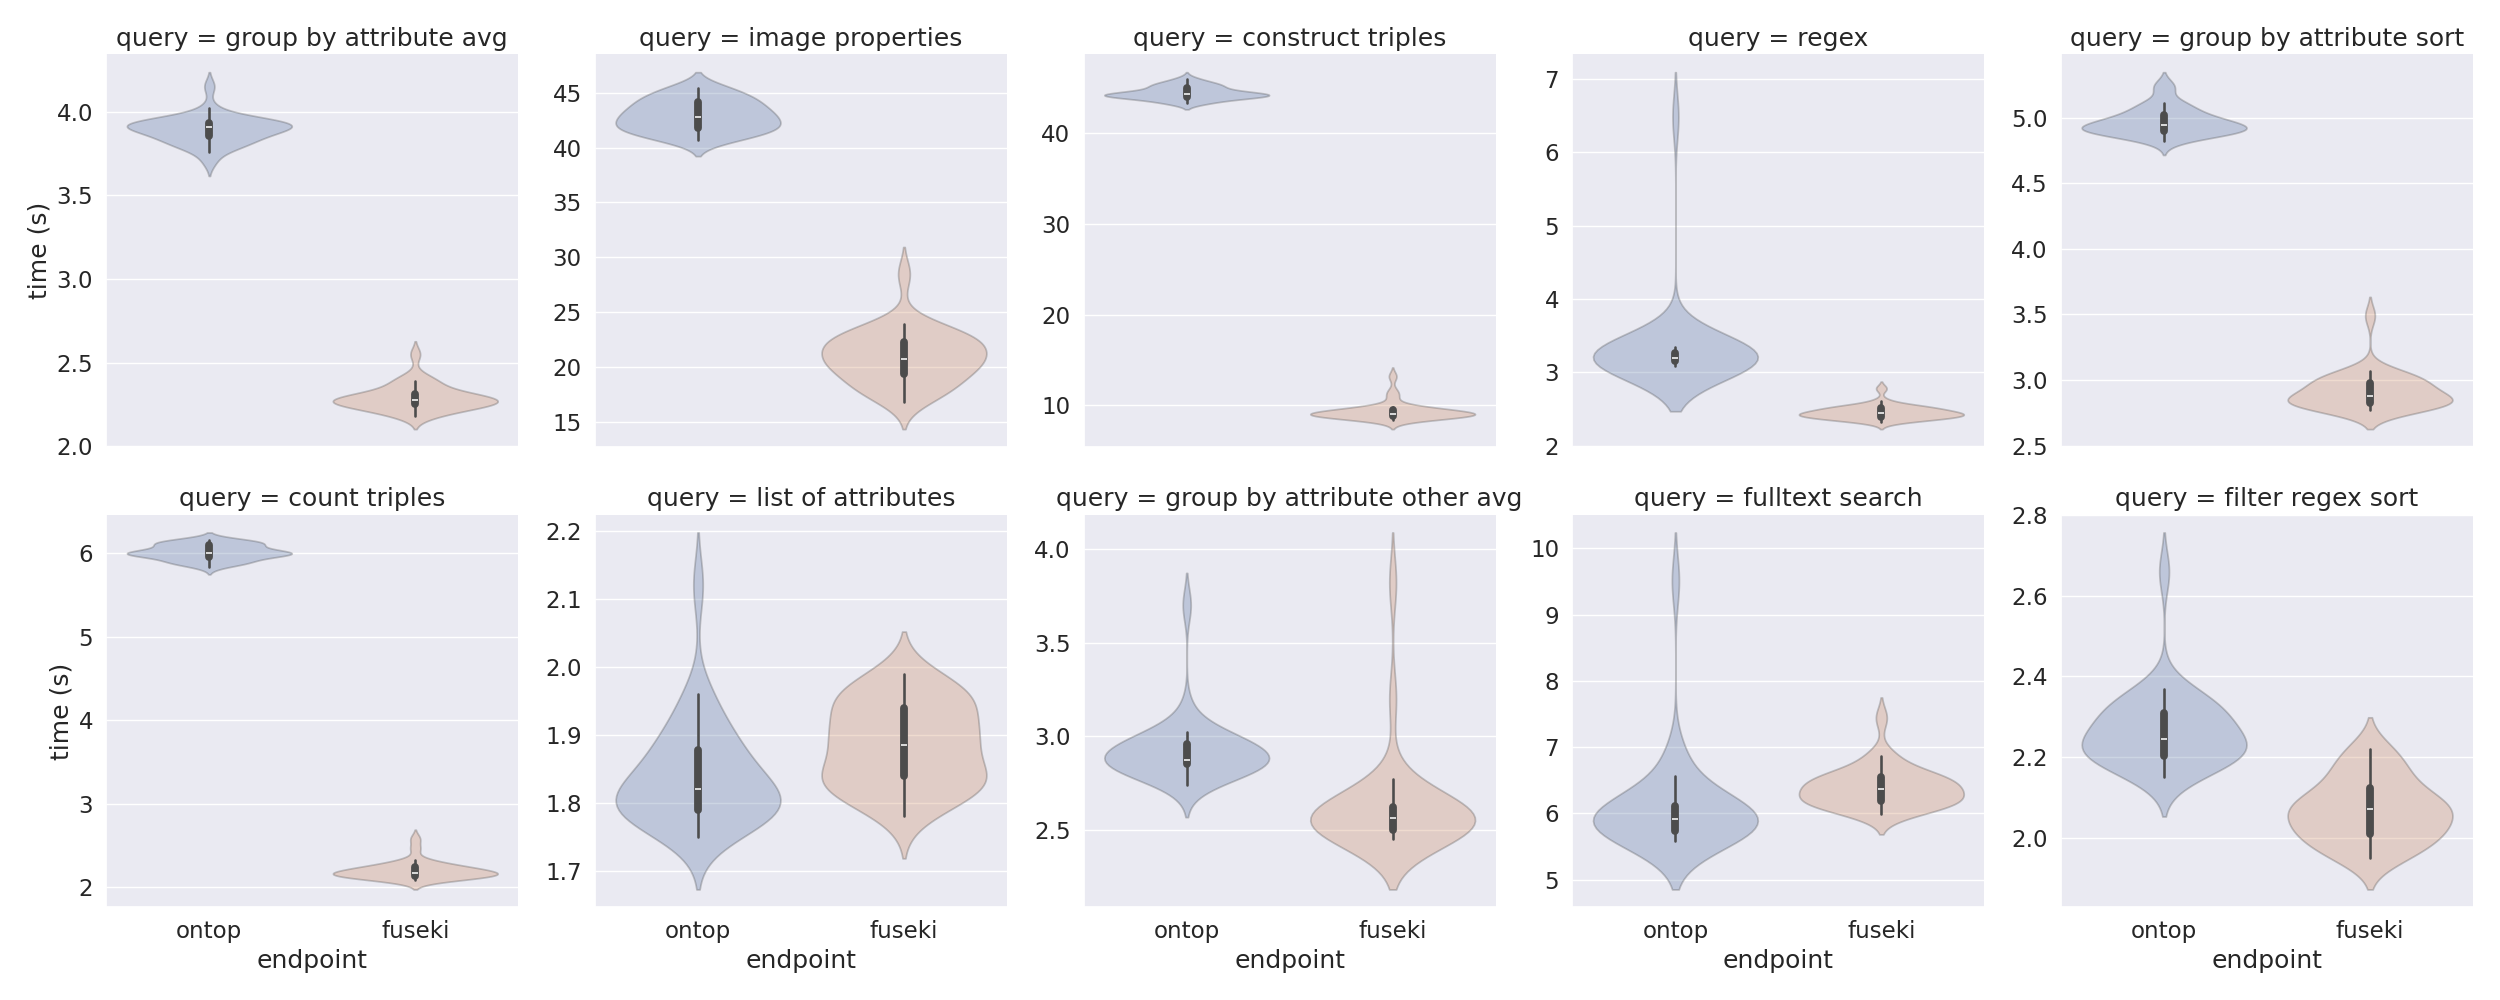 query = group by attribute avg
query = image properties
query = construct triples
query = regex
query = group by attribute sort
time (s)
4.0
3.5
3.0
2.5
2.0
45
40
35
30
25
20
15
40
30
20
10
7
6
5
4
3
2
5.0
4.5
4.0
3.5
3.0
2.5
query = count triples
query = list of attributes
query = group by attribute other avg
query = fulltext search
query = filter regex sort
time (s)
6
5
4
3
2
2.2
2.1
2.0
1.9
1.8
1.7
4.0
3.5
3.0
2.5
10
9
8
7
6
5
2.8
2.6
2.4
2.2
2.0
ontop fuseki
endpoint
ontop fuseki
endpoint
ontop fuseki
endpoint
ontop fuseki
endpoint
ontop fuseki
endpoint